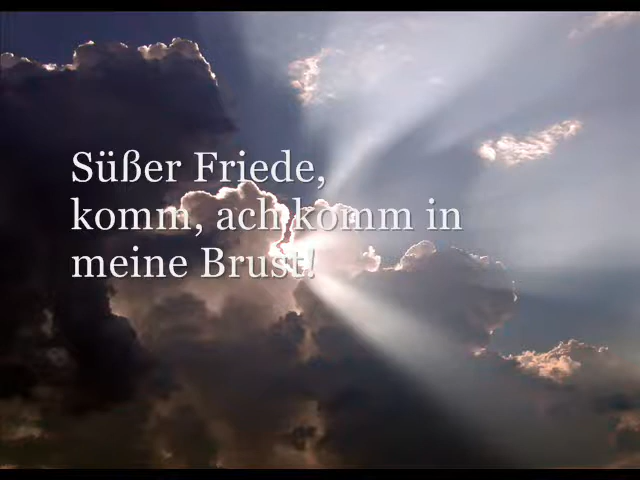 Süßer Friede,
komm, ach komm in
meine Brust!